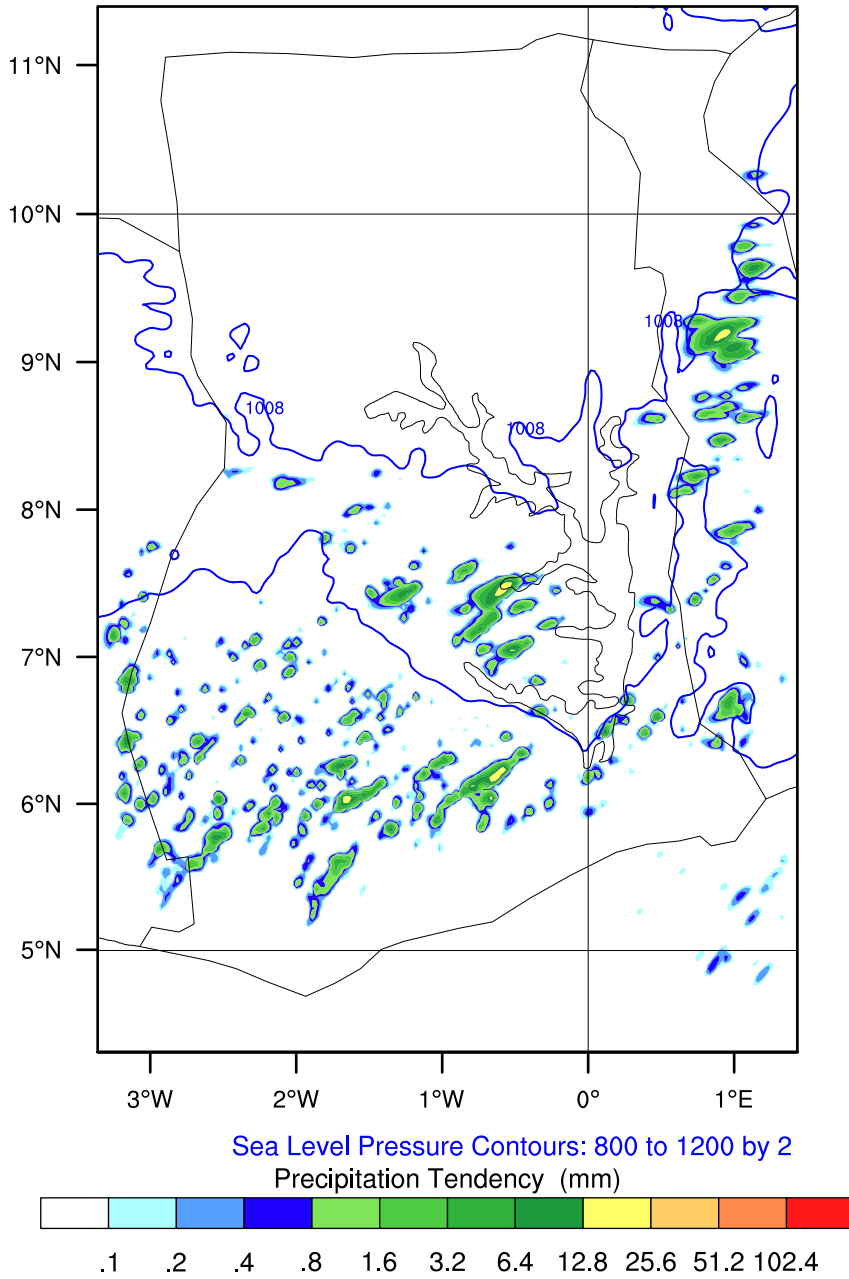 11°N
10°N
9°N
8°N
7°N
6°N
5°N
1008
1008
1008
3°W 2°W 1°W 0° 1°E
Sea Level Pressure Contours: 800 to 1200 by 2
Precipitation Tendency (mm)
.1 .2 .4 .8 1.6 3.2 6.4 12.8 25.6 51.2 102.4